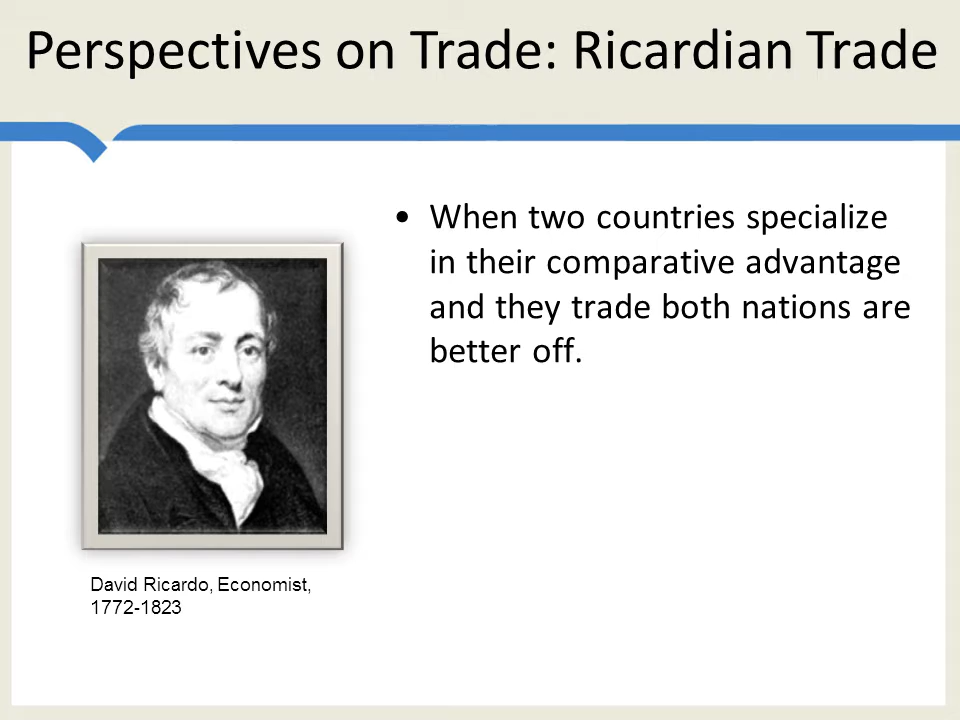 Perspectives on Trade: Ricardian Trade
• When two countries specialize
in their comparative advantage
and they trade both nations are
better off.
David Ricardo, Economist,
1772-1823